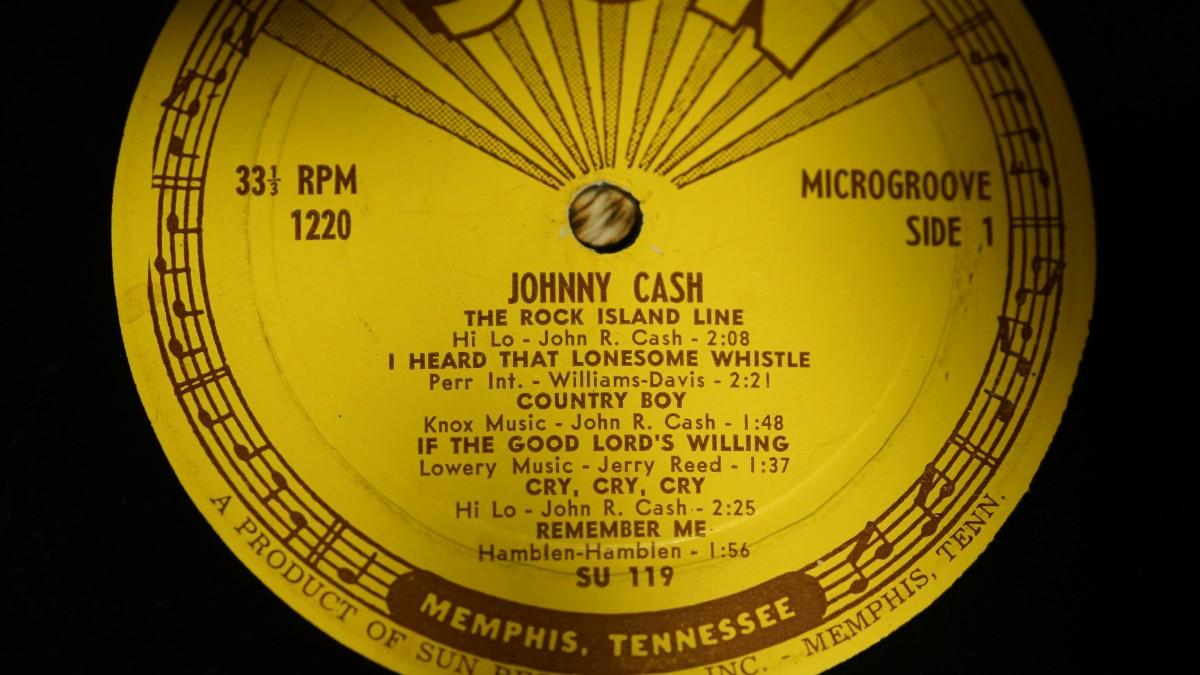 33⅓ RPM
1220
MICROGROOVE
SIDE 1
JOHNNY CASH
THE ROCK ISLAND LINE
Hi Lo - John R. Cash - 2:08
I HEARD THAT LONESOME WHISTLE
Perr Int. - Williams-Davis - 2:21
COUNTRY BOY
Knox Music - John R. Cash - 1:48
IF THE GOOD LORD'S WILLING
Lowery Music - Jerry Reed - 1:37
CRY, CRY, CRY
Hi Lo - John R. Cash - 2:25
REMEMBER ME
Hamblen-Hamblen - 1:56
SU 119
MEMPHIS, TENNESSEE
A PRODUCT OF SUN INC. - MEMPHIS, TENN.